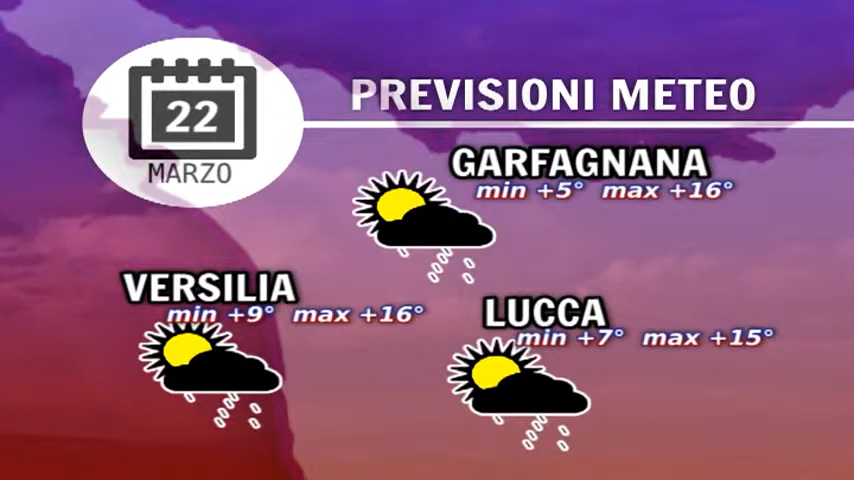 22
MARZO
PREVISIONI METEO
GARFAGNANA
min +5° max +16°
VERSILIA
min +9° max +16°
LUCCA
min +7° max +15°